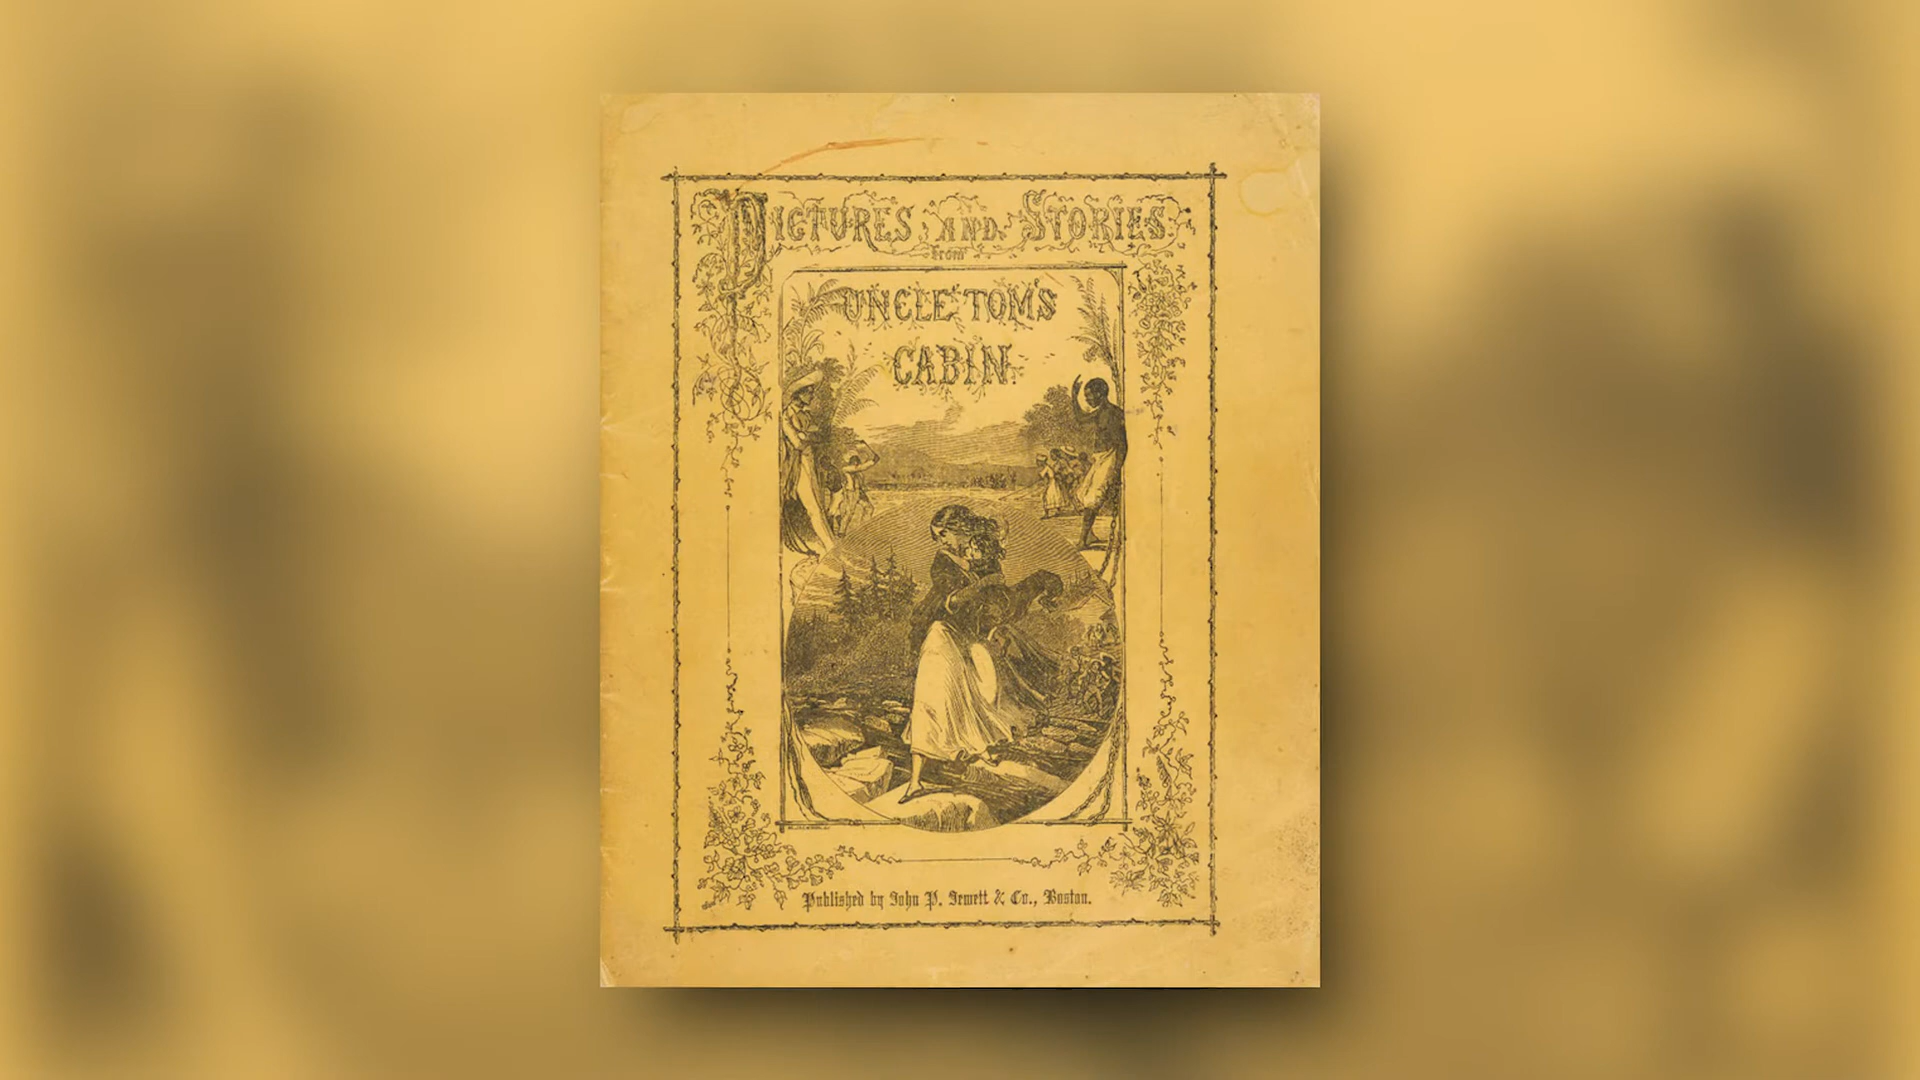 PICTURES AND STORIES
from
UNCLE TOM'S
CABIN.
Published by John P. Jewett & Co., Boston.